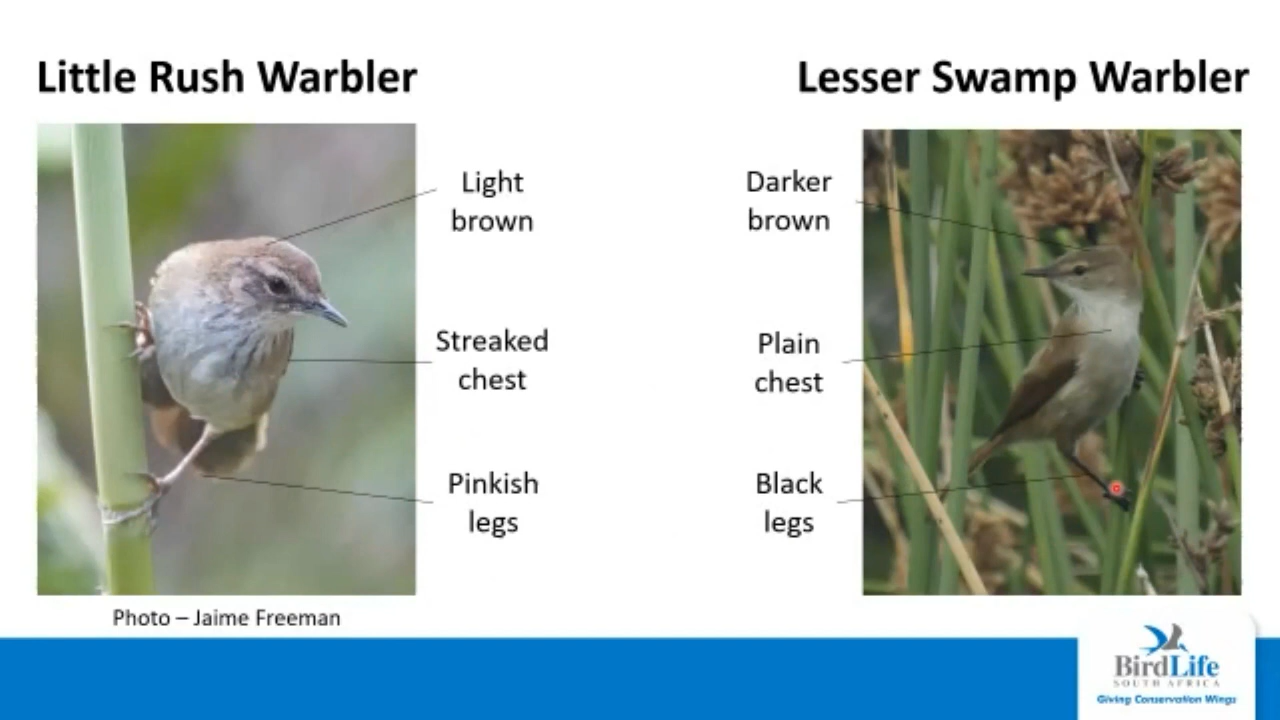 Little Rush Warbler
Lesser Swamp Warbler
Light
brown
Streaked
chest
Pinkish
legs
Darker
brown
Plain
chest
Black
legs
Photo – Jaime Freeman
BirdLife
SOUTH AFRICA
Giving Conservation Wings